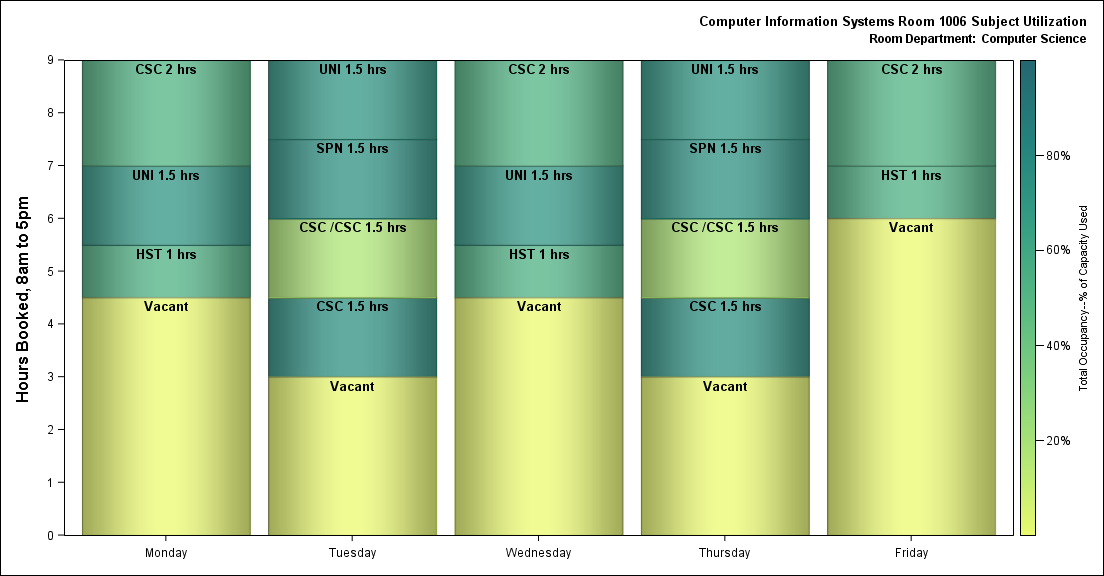 Computer Information Systems Room 1006 Subject Utilization
Room Department: Computer Science
Hours Booked, 8am to 5pm
9
8
7
6
5
4
3
2
1
0
CSC 2 hrs
UNI 1.5 hrs
HST 1 hrs
Vacant
UNI 1.5 hrs
SPN 1.5 hrs
CSC /CSC 1.5 hrs
CSC 1.5 hrs
Vacant
CSC 2 hrs
UNI 1.5 hrs
HST 1 hrs
Vacant
UNI 1.5 hrs
SPN 1.5 hrs
CSC /CSC 1.5 hrs
CSC 1.5 hrs
Vacant
CSC 2 hrs
HST 1 hrs
Vacant
Monday
Tuesday
Wednesday
Thursday
Friday
80%
60%
40%
20%
Total Occupancy--% of Capacity Used